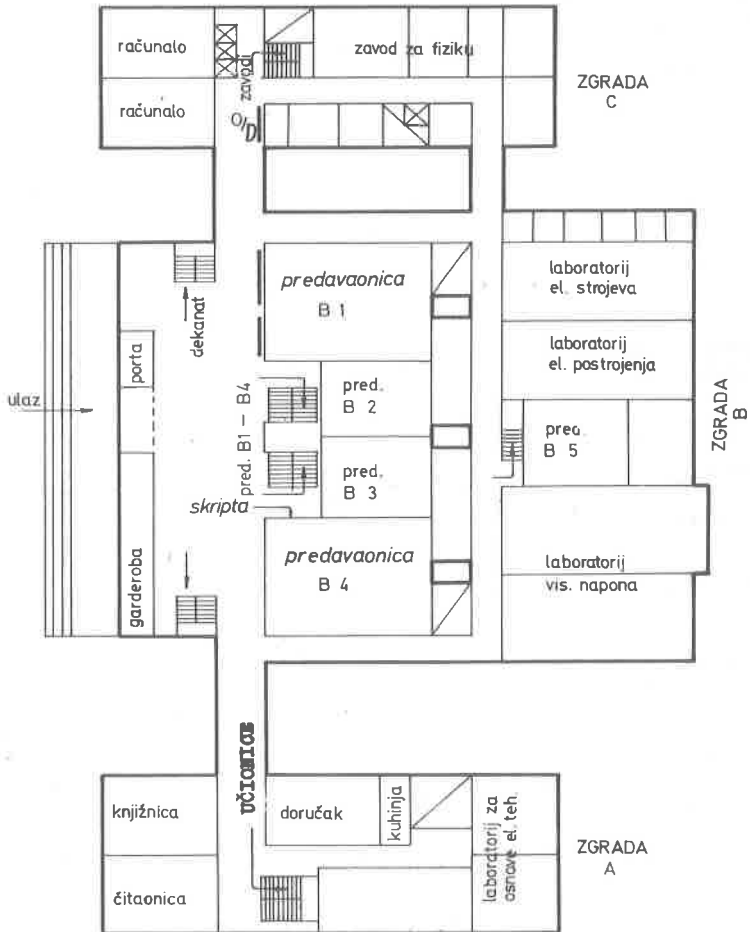 računalo
zavodi
zavod za fiziku
ZGRADA
C
računalo
O/D
predavaonica
B 1
laboratorij
el. strojeva
dekanat
porta
laboratorij
el. postrojenja
ulaz
pred. B1 – B4
pred.
B 2
ZGRADA
B
pred.
B 5
pred.
B 3
skripta
predavaonica
B 4
garderoba
laboratorij
vis. napona
UČIONICE
knjižnica
doručak
kuhinja
laboratorij za
osnove el. teh.
ZGRADA
A
čitaonica